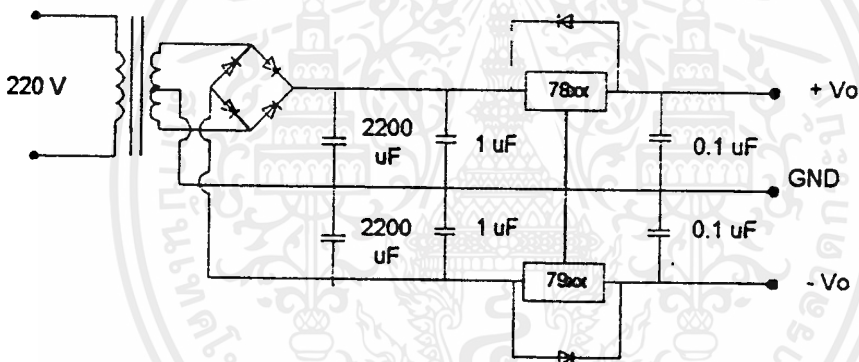 220 V
2200
uF
1 uF
78xx
0.1 uF
+ Vo
GND
2200
uF
1 uF
79xx
0.1 uF
- Vo